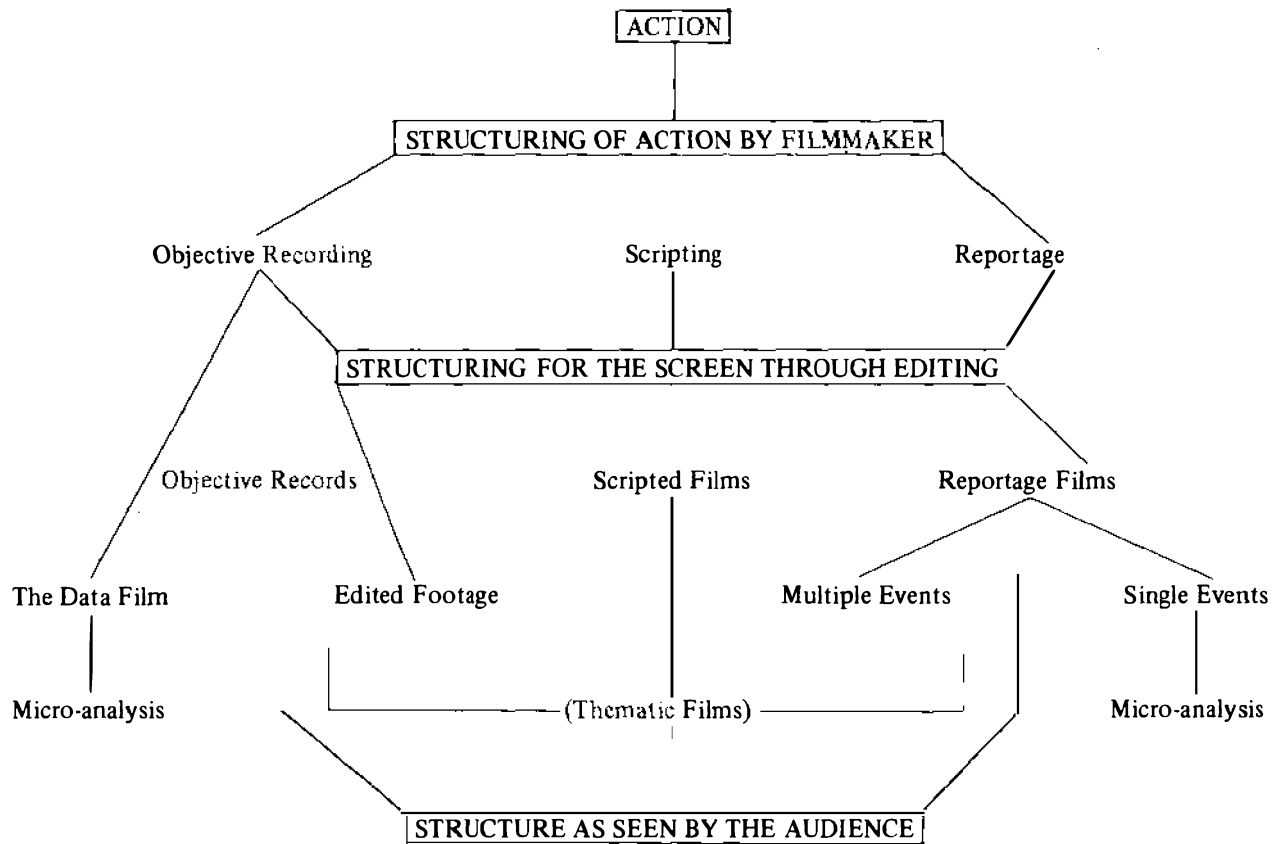 ACTION
STRUCTURING OF ACTION BY FILMMAKER
Objective Recording Scripting Reportage
STRUCTURING FOR THE SCREEN THROUGH EDITING
Objective Records Scripted Films Reportage Films
The Data Film Edited Footage Multiple Events Single Events
Micro-analysis (Thematic Films) Micro-analysis
STRUCTURE AS SEEN BY THE AUDIENCE